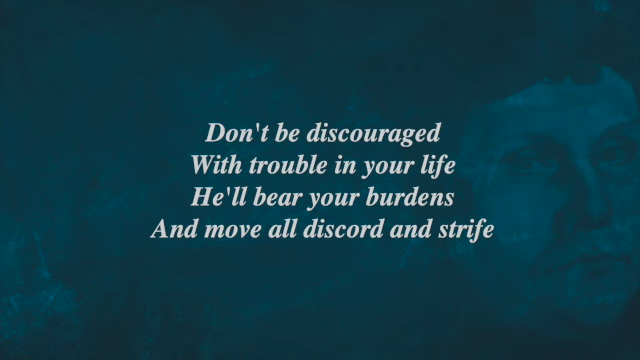 Don't be discouraged
With trouble in your life
He'll bear your burdens
And move all discord and strife